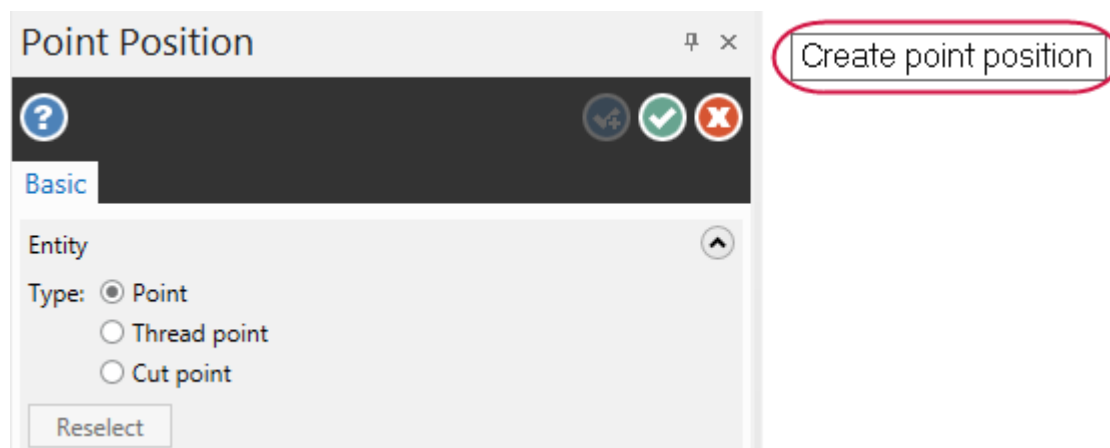 Point Position
Create point position
Basic
Entity
Type: Point
Thread point
Cut point
Reselect